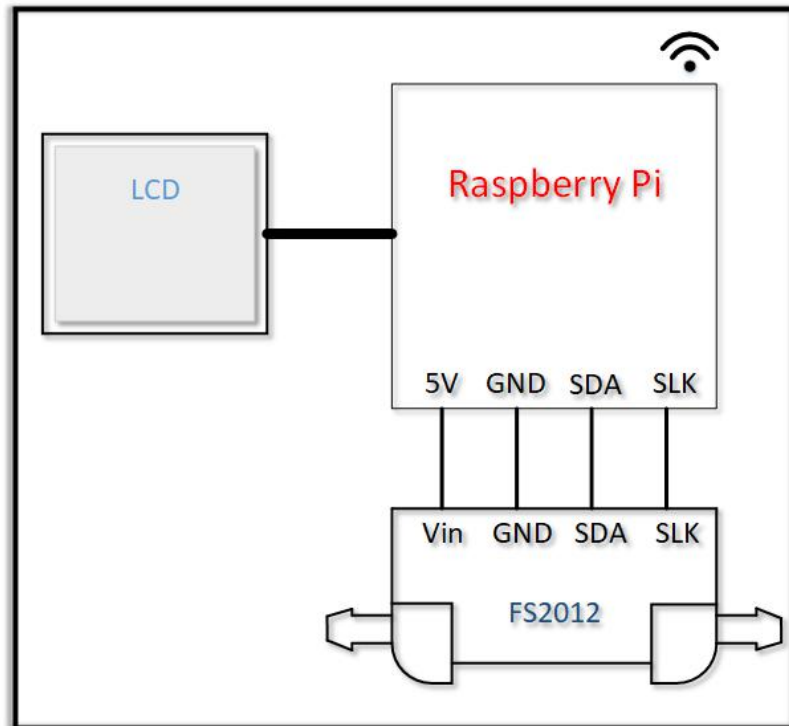 LCD
Raspberry Pi
5V GND SDA SLK
Vin GND SDA SLK
FS2012